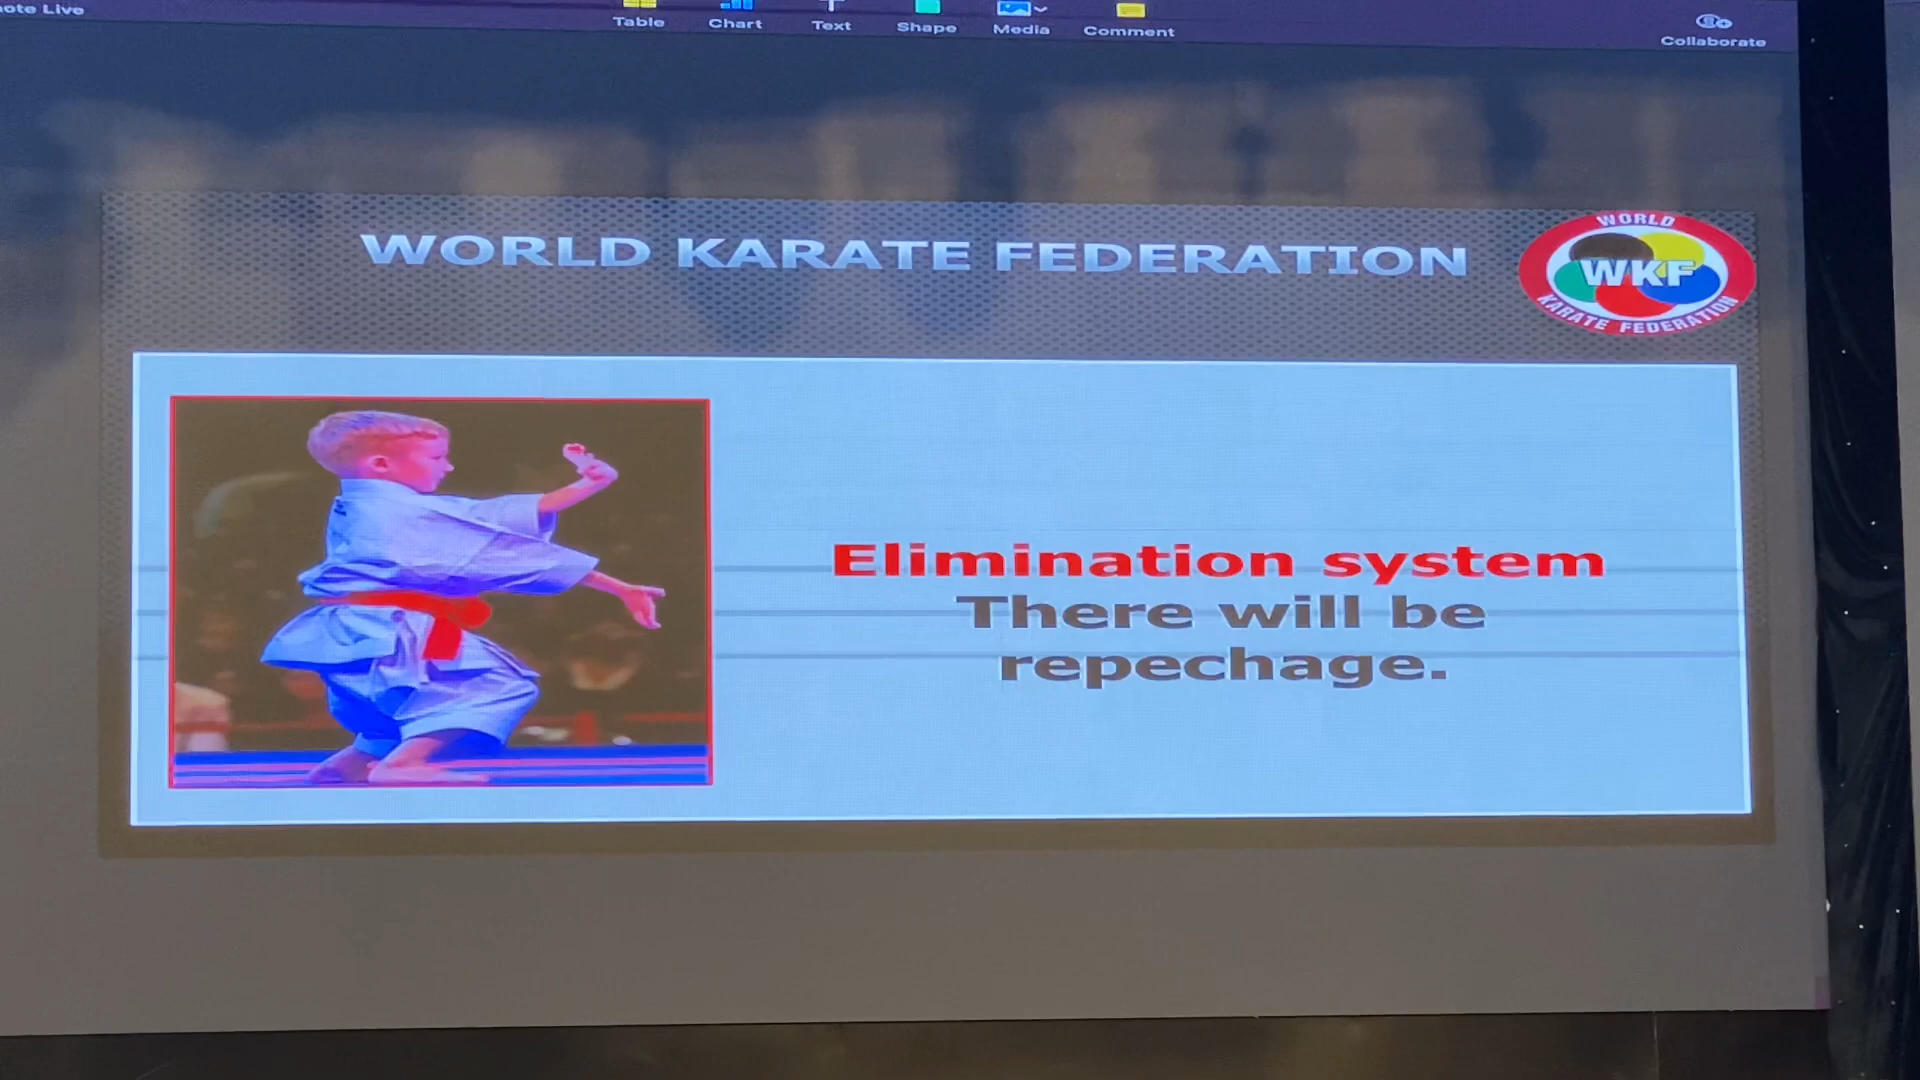 Live
Table
Chart
Text
Shape
Media
Comment
Collaborate
WORLD KARATE FEDERATION
WORLD
WKF
KARATE FEDERATION
Elimination system
There will be
repechage.